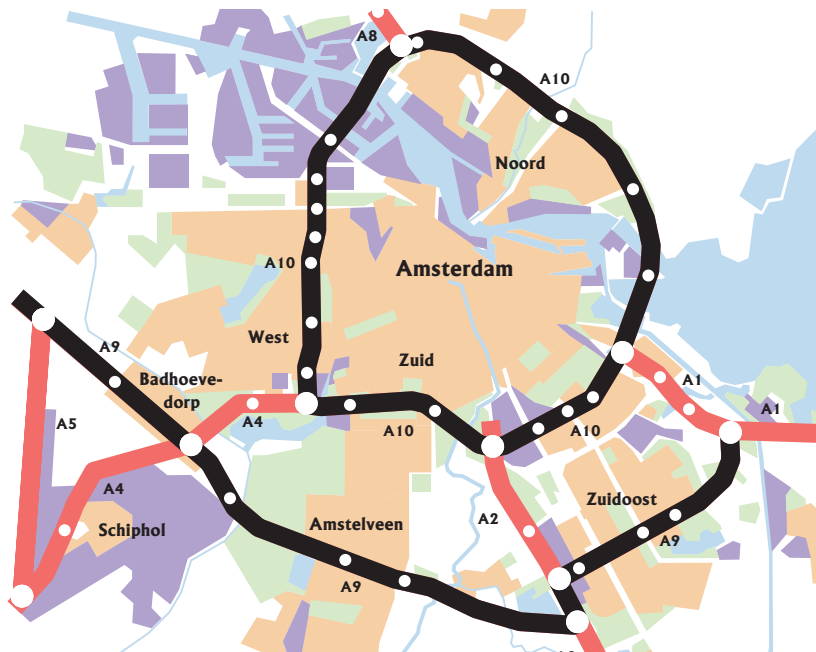 A8
A10
Noord
A10
Amsterdam
West
Zuid
A9
Badhoeve-
dorp
A1
A1
A5
A4
A10
A10
A4
Zuidoost
Schiphol
Amstelveen
A2
A9
A9